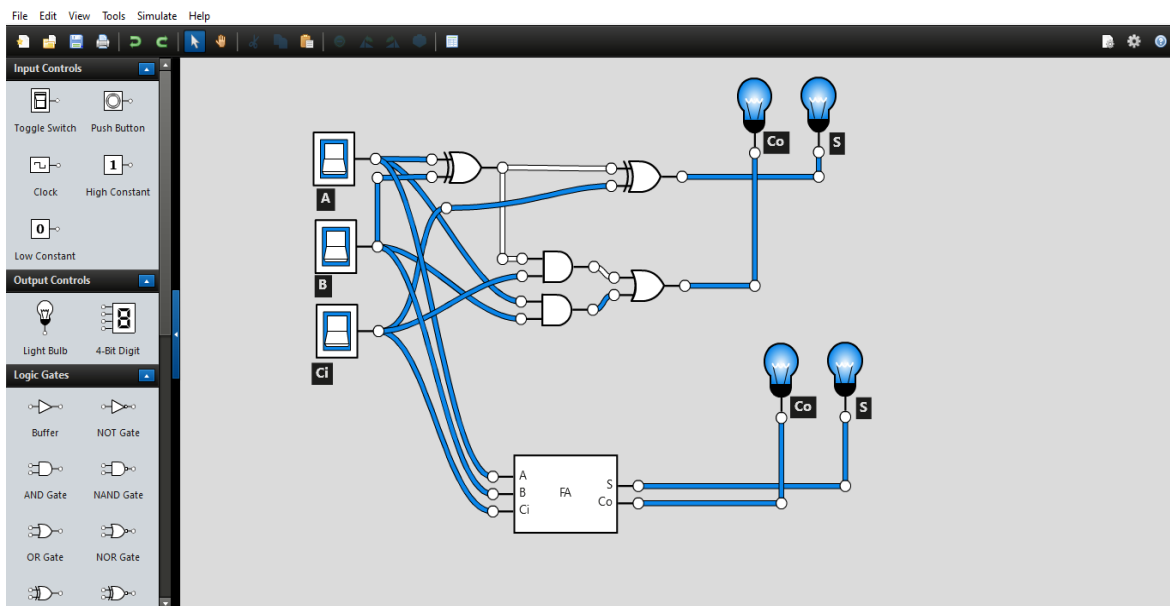 File Edit View Tools Simulate Help
Input Controls
Toggle Switch Push Button
1
Clock High Constant
0
Low Constant
Output Controls
8
Light Bulb 4-Bit Digit
Logic Gates
Buffer NOT Gate
AND Gate NAND Gate
OR Gate NOR Gate
Co S
A
B
Ci
Co S
A
B FA S
Ci Co